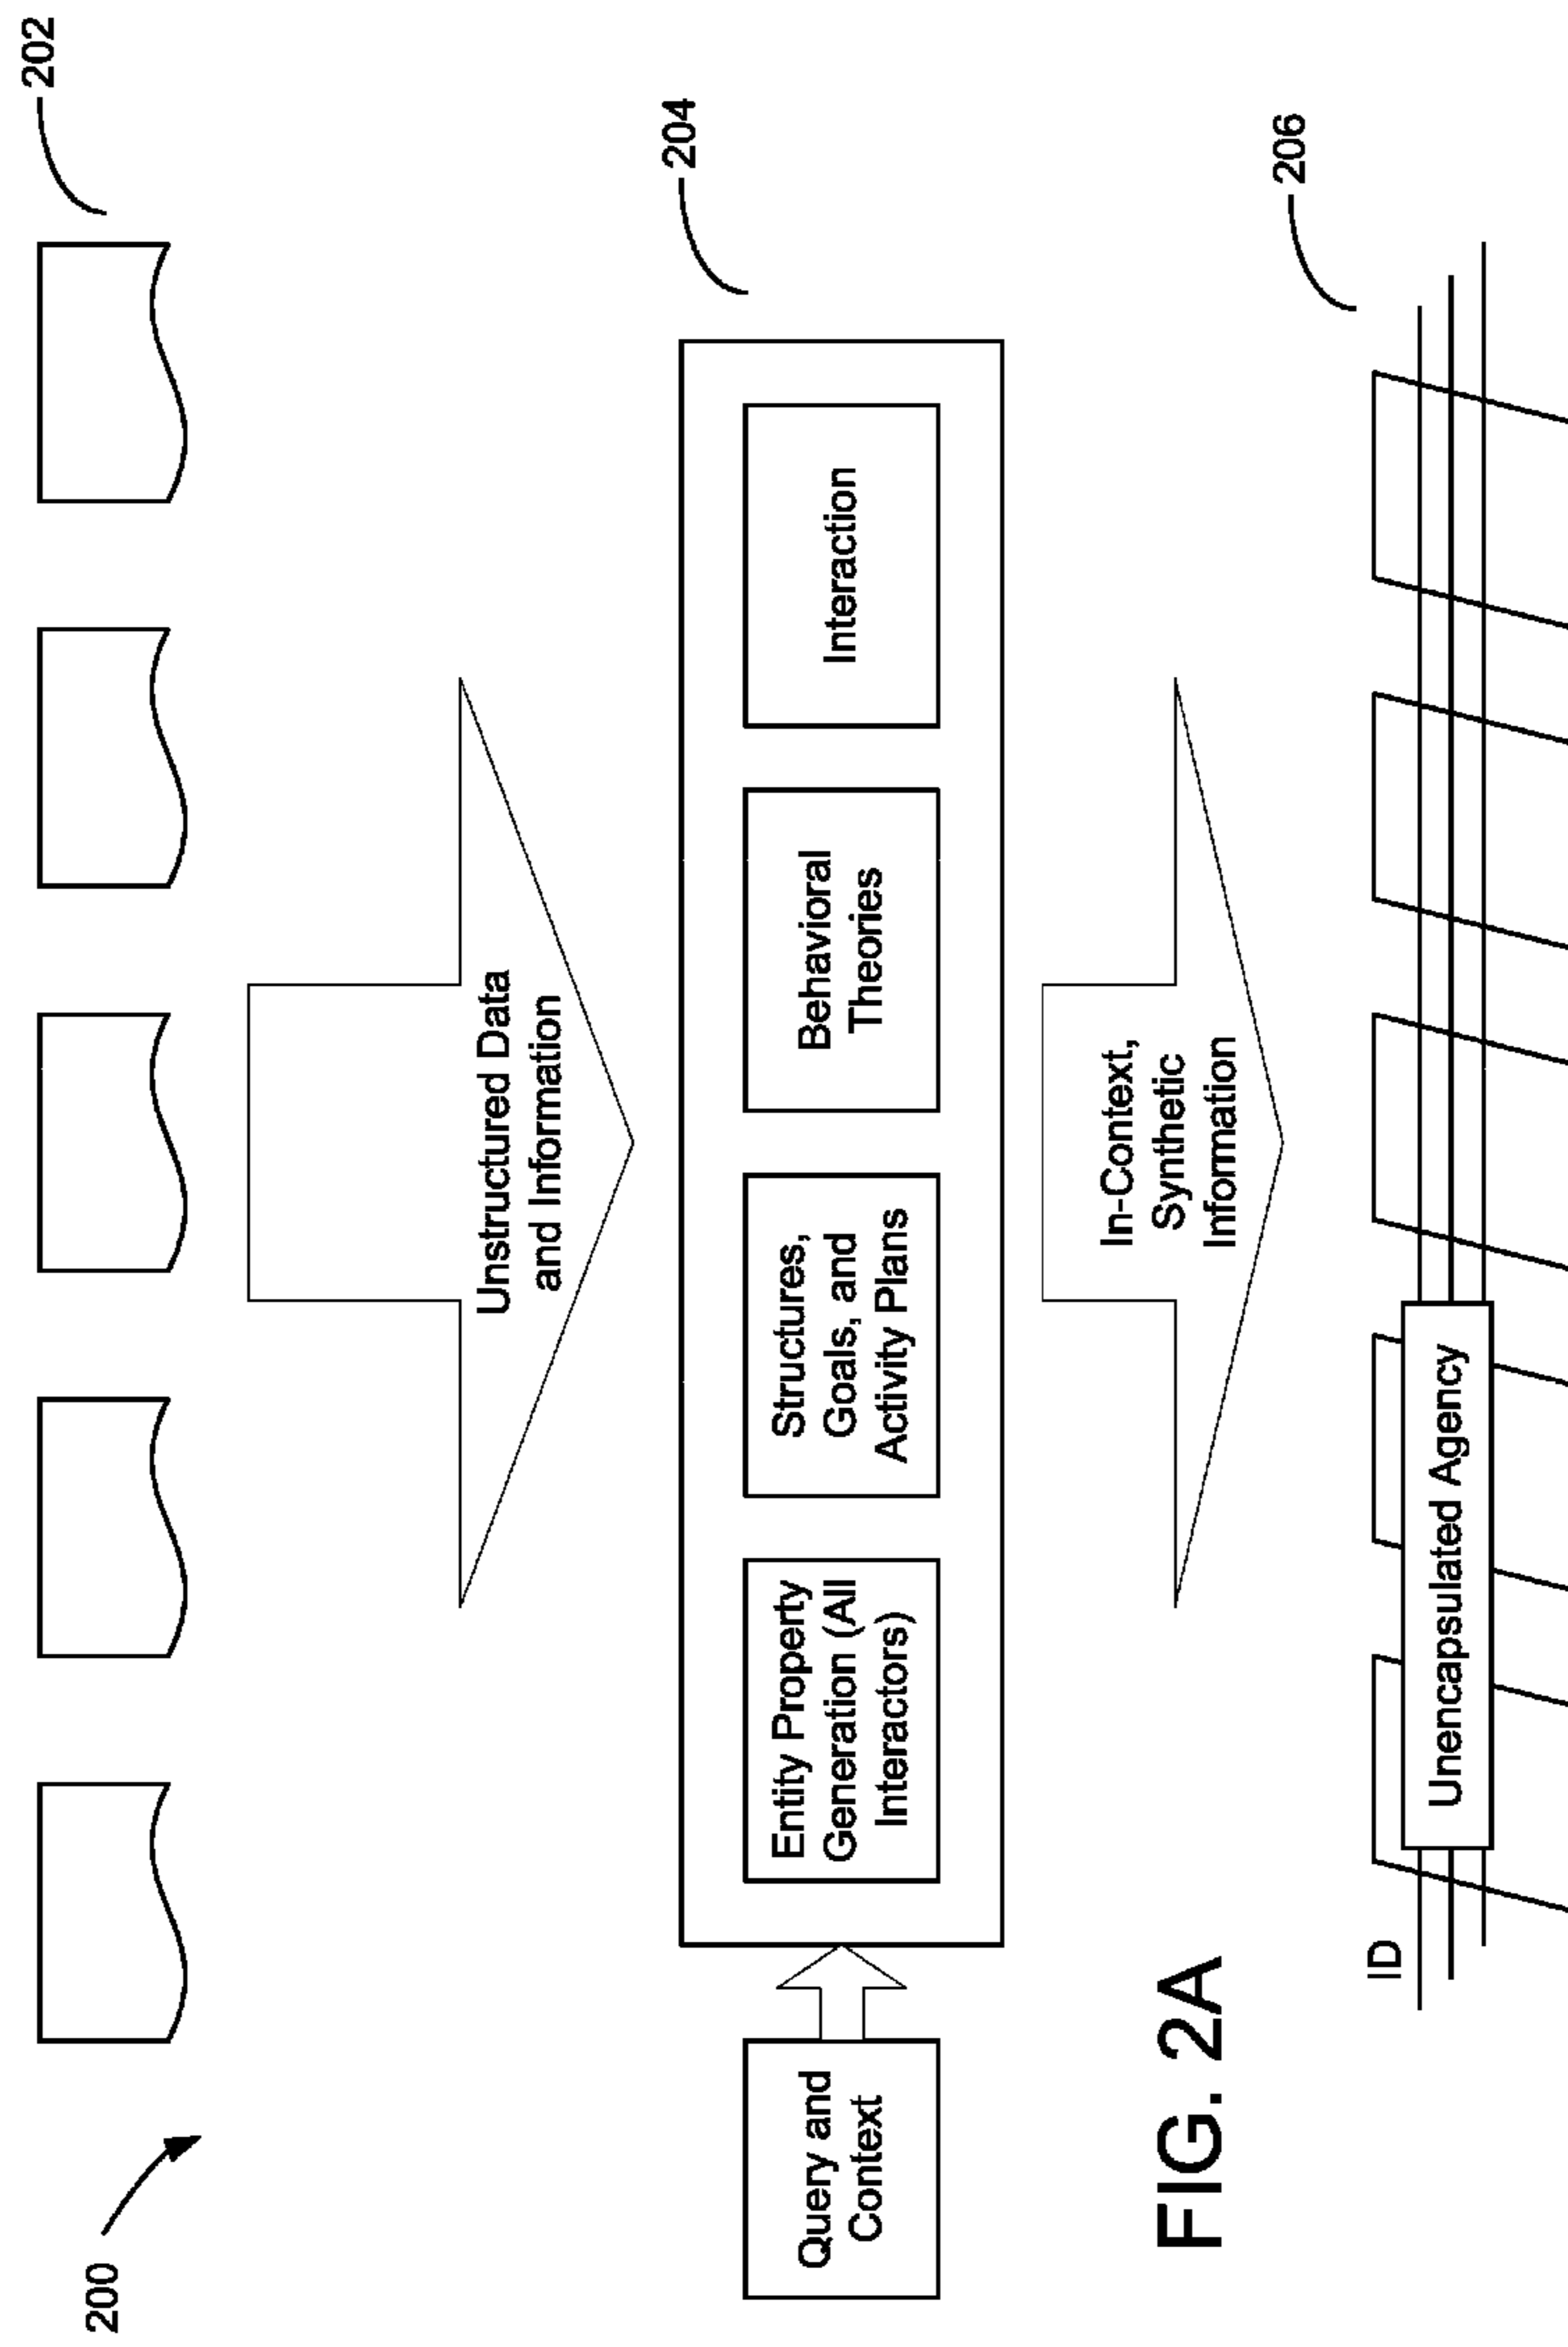 200
202
Unstructured Data
and Information
204
Query and
Context
Entity Property
Generation (All
Interactors)
Structures,
Goals, and
Activity Plans
Behavioral
Theories
Interaction
In-Context,
Synthetic
Information
FIG. 2A
206
ID
Unencapsulated Agency